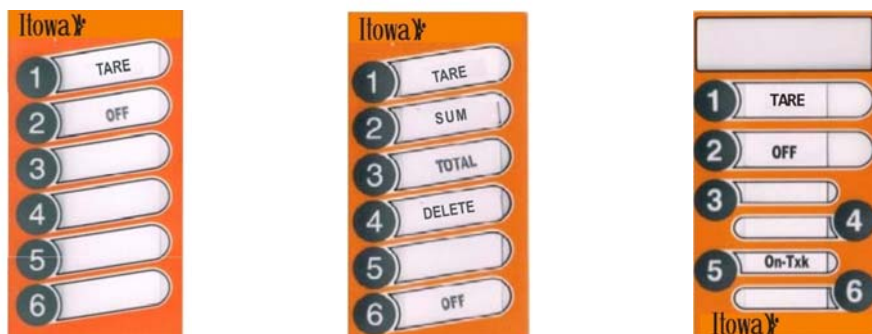 Itowa
1 TARE
2 OFF
3
4
5
6
Itowa
1 TARE
2 SUM
3 TOTAL
4 DELETE
5
6 OFF
1 TARE
2 OFF
3
4
5 On-Txk
6
Itowa